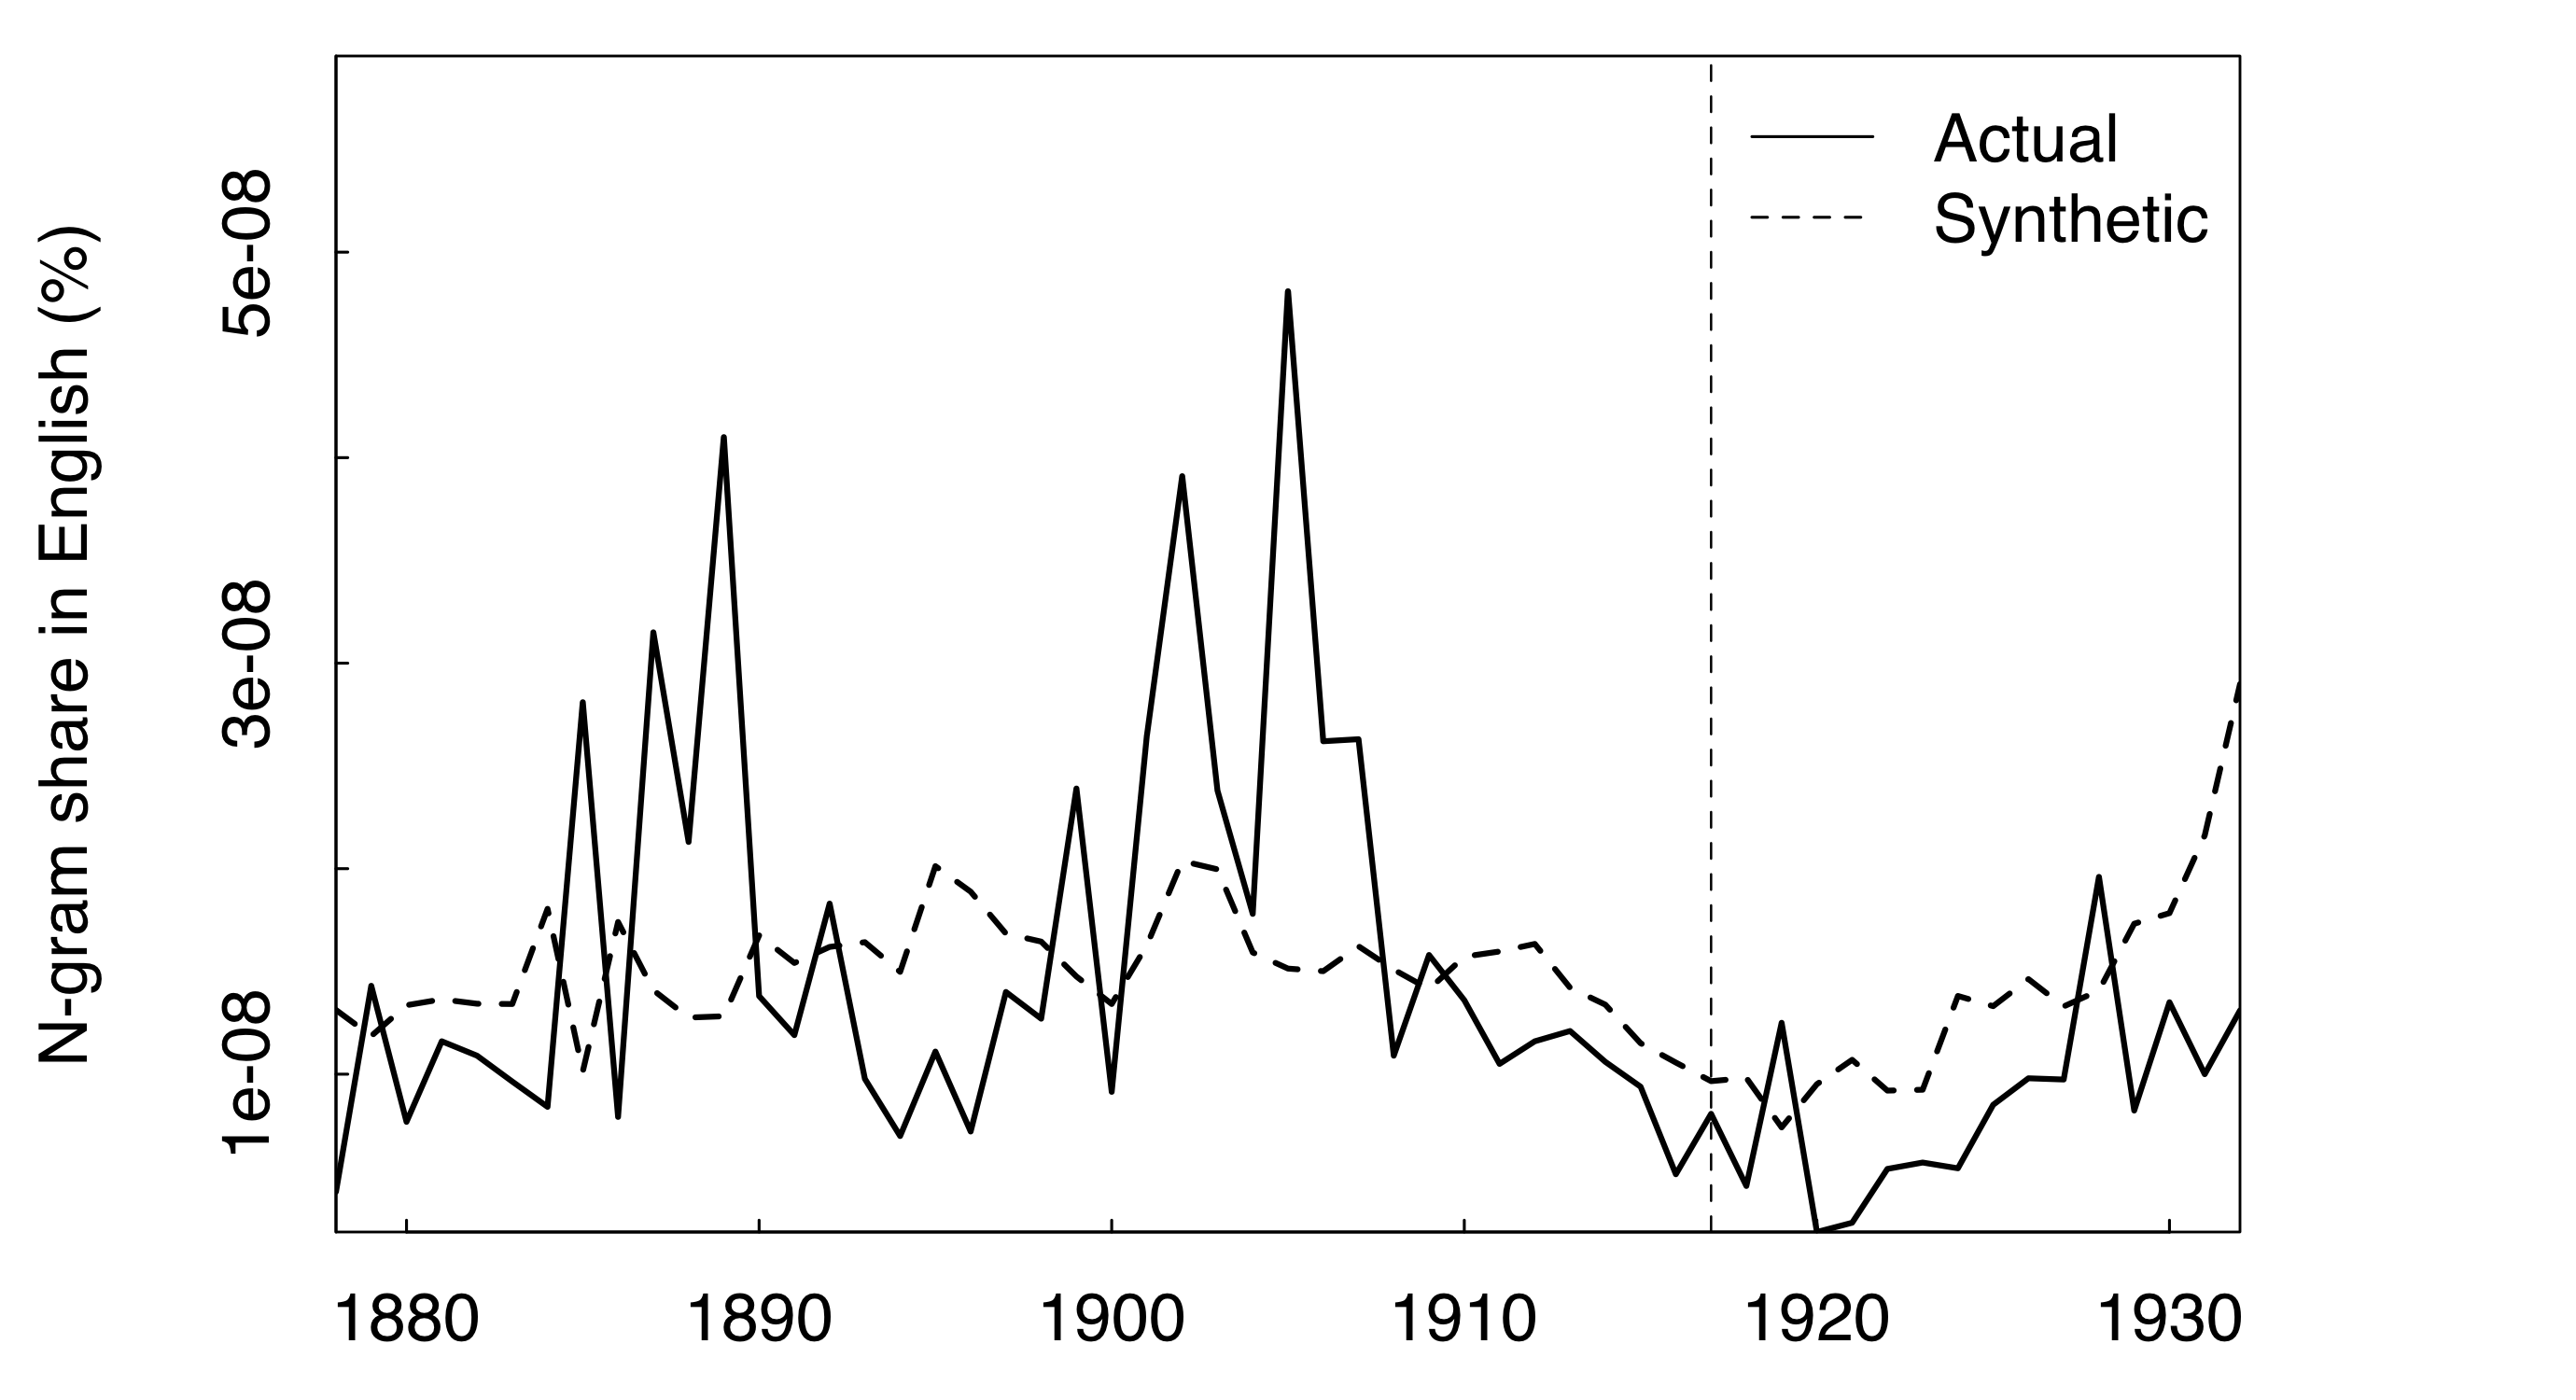 N-gram share in English (%)
5e-08
3e-08
1e-08
Actual
Synthetic
1880 1890 1900 1910 1920 1930